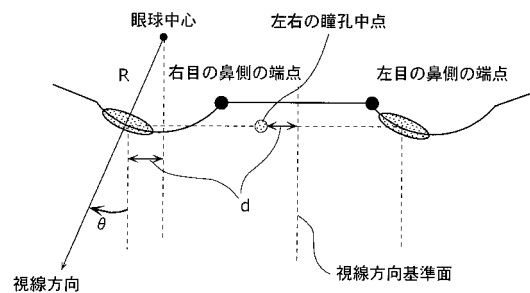 眼球中心
左右の瞳孔中点
R
右目の鼻側の端点
左目の鼻側の端点
d
θ
視線方向
視線方向基準面